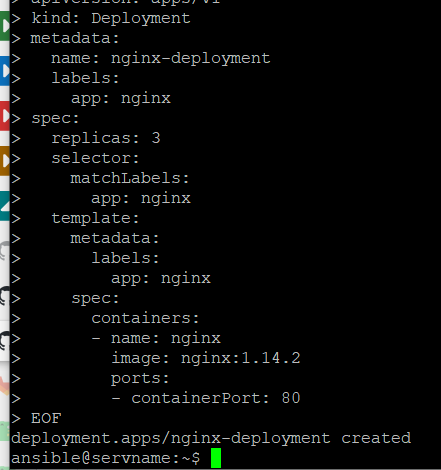 > apiVersion: apps/v1
> kind: Deployment
> metadata:
>   name: nginx-deployment
>   labels:
>     app: nginx
> spec:
>   replicas: 3
>   selector:
>     matchLabels:
>       app: nginx
>   template:
>     metadata:
>       labels:
>         app: nginx
>     spec:
>       containers:
>       - name: nginx
>         image: nginx:1.14.2
>         ports:
>         - containerPort: 80
> EOF
deployment.apps/nginx-deployment created
ansible@servname:~$